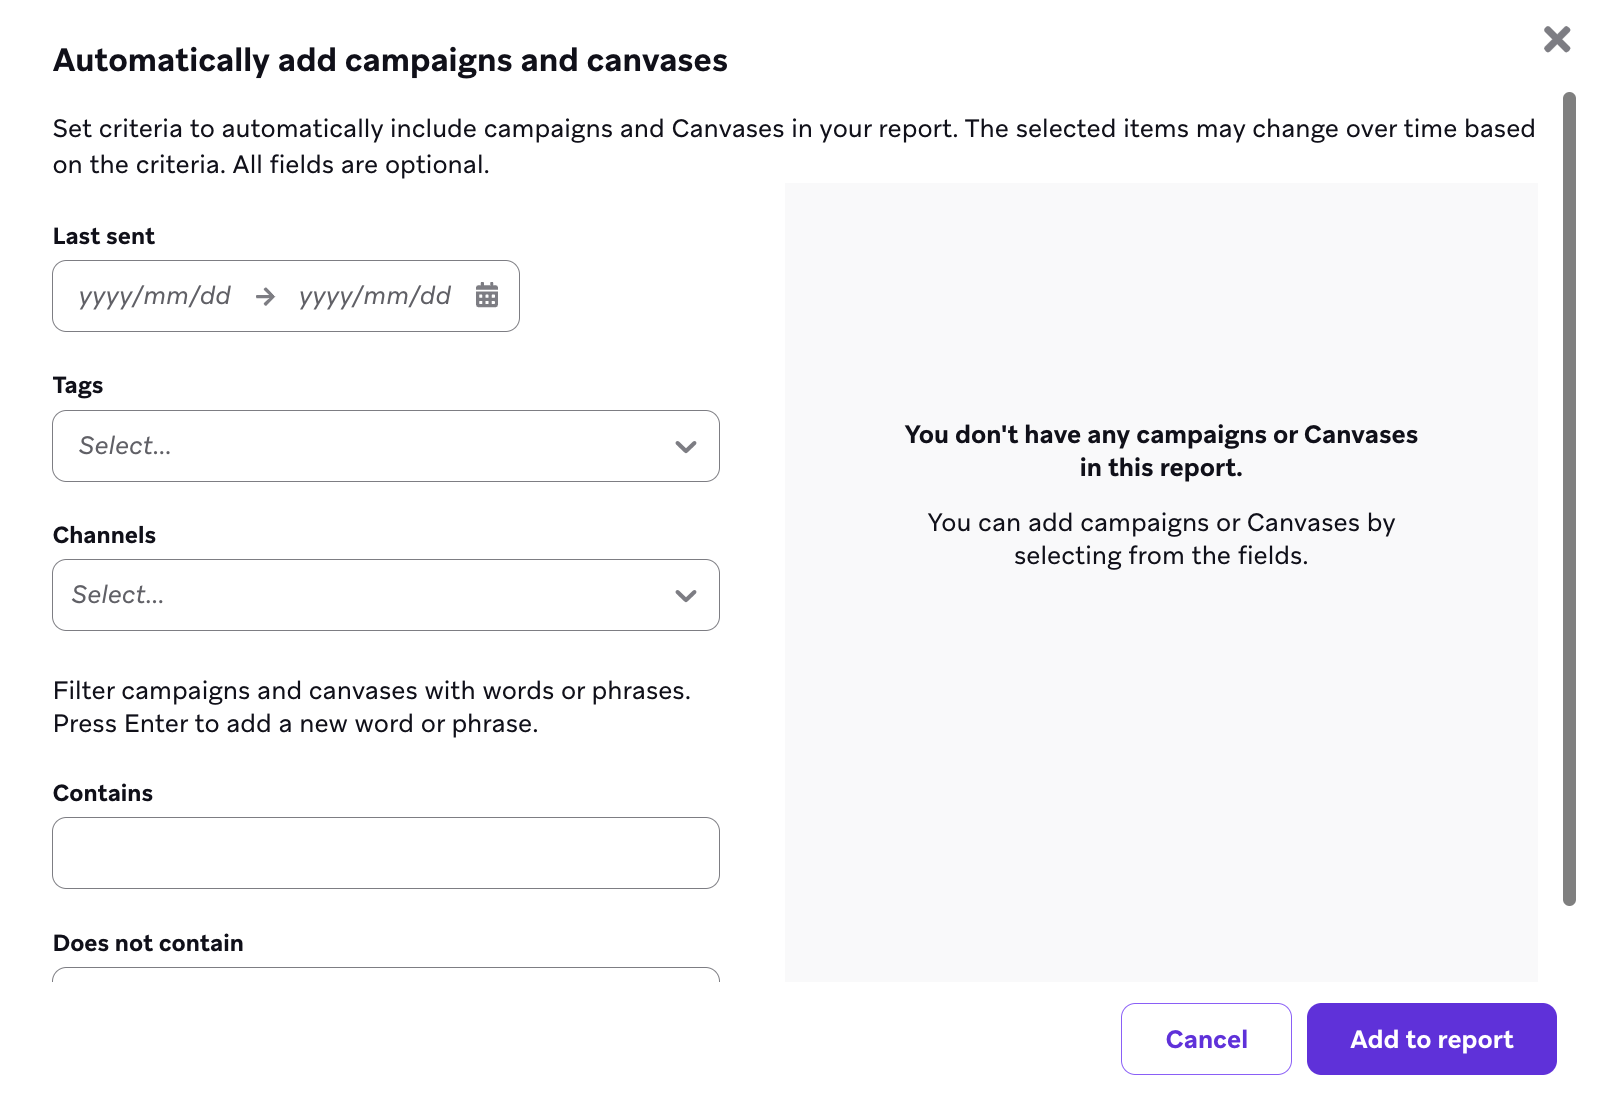 Automatically add campaigns and canvases
Set criteria to automatically include campaigns and Canvases in your report. The selected items may change over time based
on the criteria. All fields are optional.
Last sent
yyyy/mm/dd → yyyy/mm/dd
Tags
Select...
Channels
Select...
Filter campaigns and canvases with words or phrases.
Press Enter to add a new word or phrase.
Contains
Does not contain
You don't have any campaigns or Canvases
in this report.
You can add campaigns or Canvases by
selecting from the fields.
Cancel
Add to report